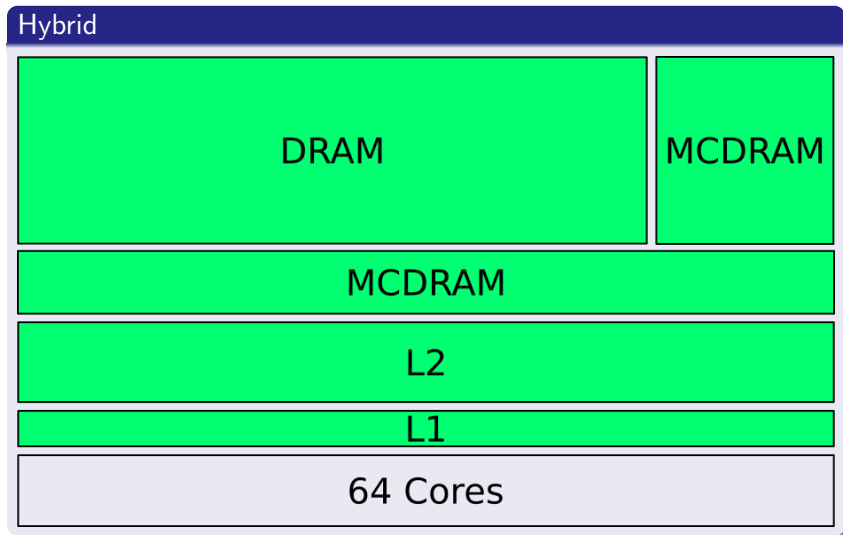 Hybrid
DRAM
MCDRAM
MCDRAM
L2
L1
64 Cores